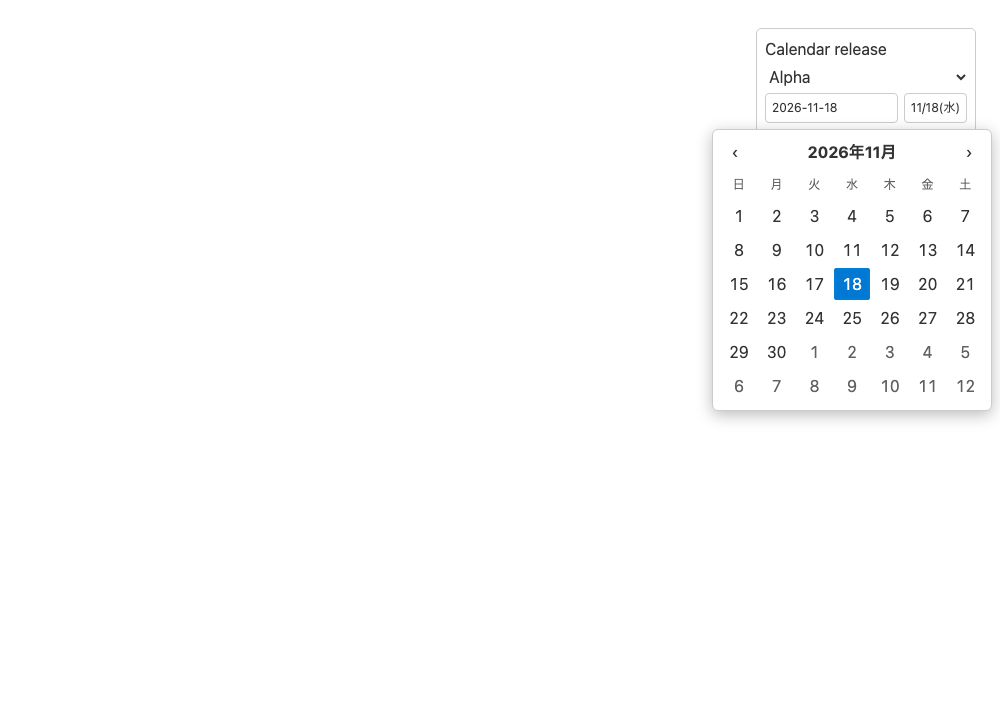 Calendar release
Alpha
2026-11-18 11/18(水)
‹ 2026年11月 ›
日 月 火 水 木 金 土
1 2 3 4 5 6 7
8 9 10 11 12 13 14
15 16 17 18 19 20 21
22 23 24 25 26 27 28
29 30 1 2 3 4 5
6 7 8 9 10 11 12